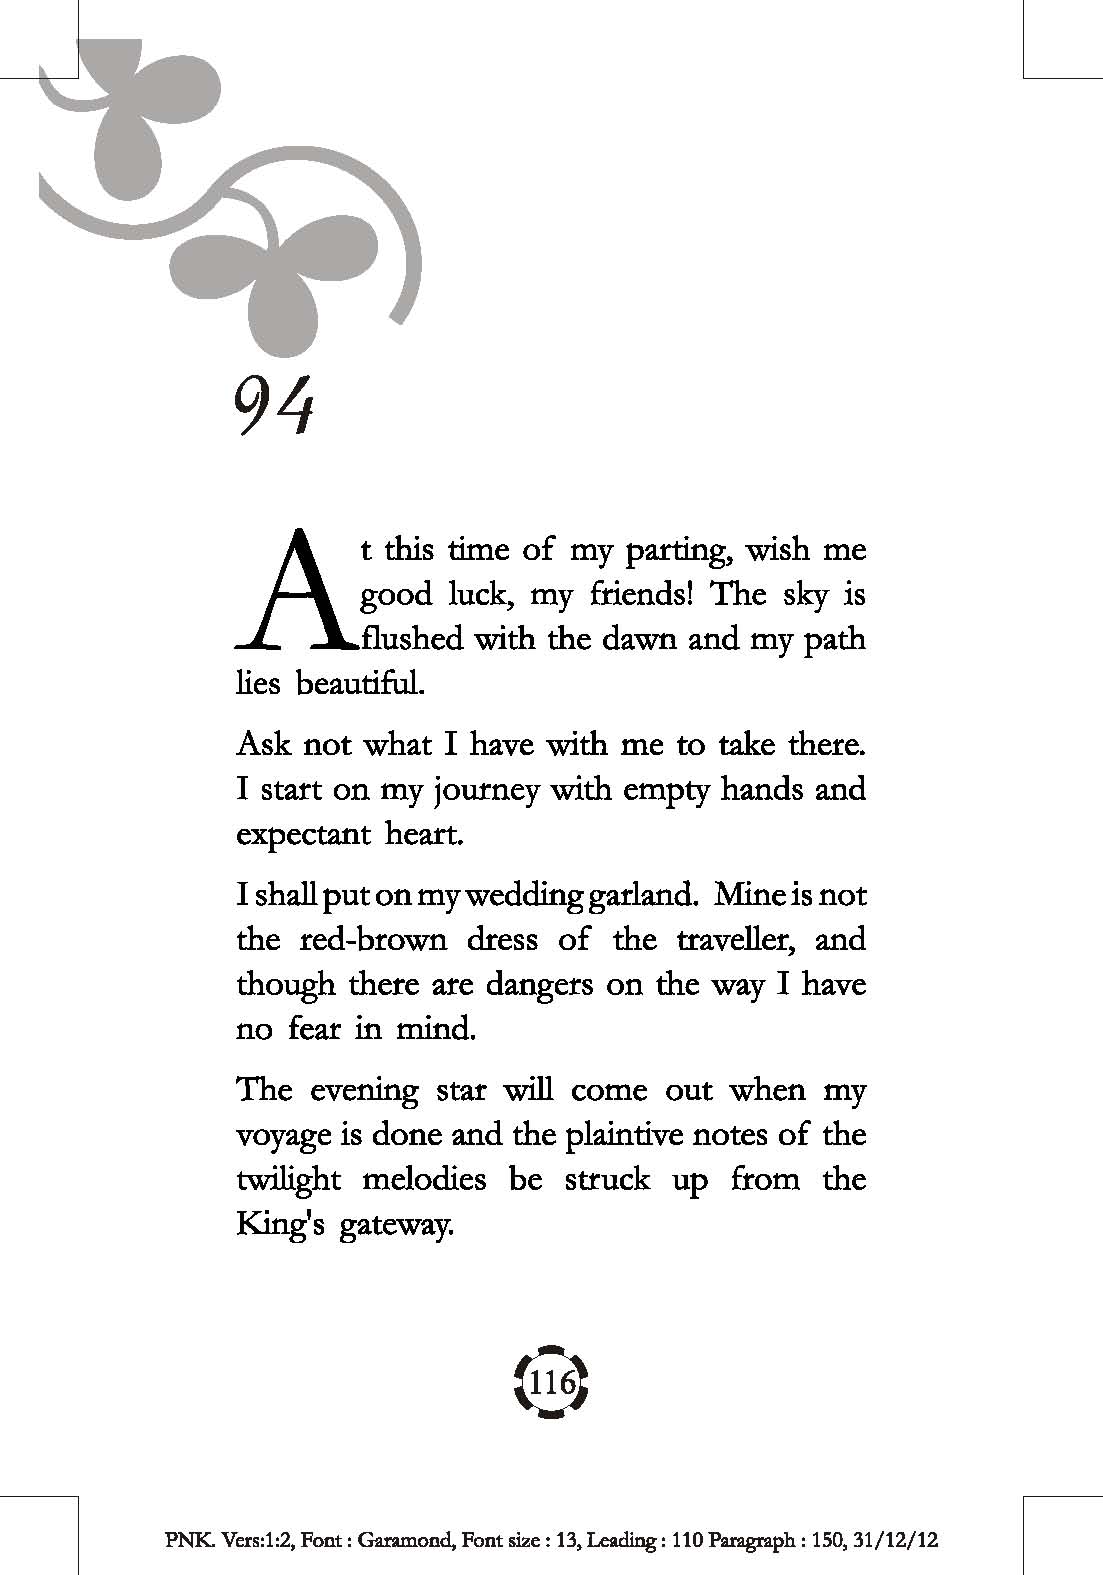 94
At this time of my parting, wish me
good luck, my friends! The sky is
flushed with the dawn and my path
lies beautiful.
Ask not what I have with me to take there.
I start on my journey with empty hands and
expectant heart.
I shall put on my wedding garland. Mine is not
the red-brown dress of the traveller, and
though there are dangers on the way I have
no fear in mind.
The evening star will come out when my
voyage is done and the plaintive notes of the
twilight melodies be struck up from the
King's gateway.
116
PNK. Vers:1:2, Font : Garamond, Font size : 13, Leading : 110 Paragraph : 150, 31/12/12